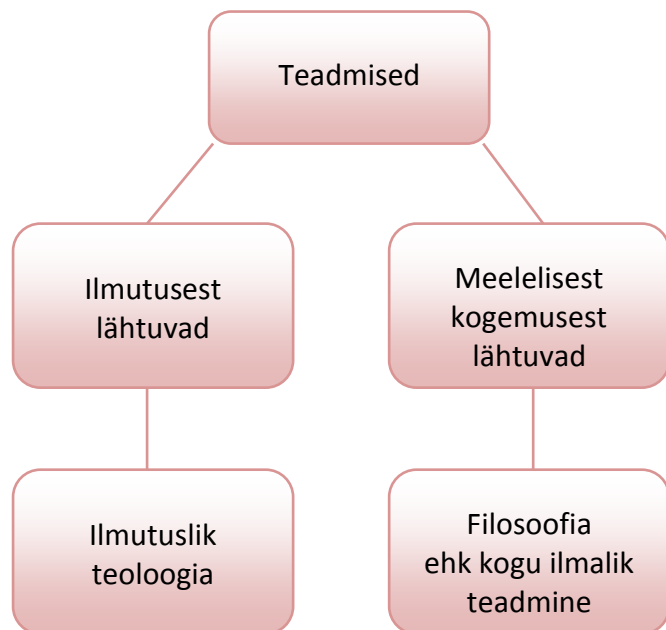 Teadmised
Ilmutusest
lähtuvad
Meelelisest
kogemusest
lähtuvad
Ilmutuslik
teoloogia
Filosoofia
ehk kogu ilmalik
teadmine